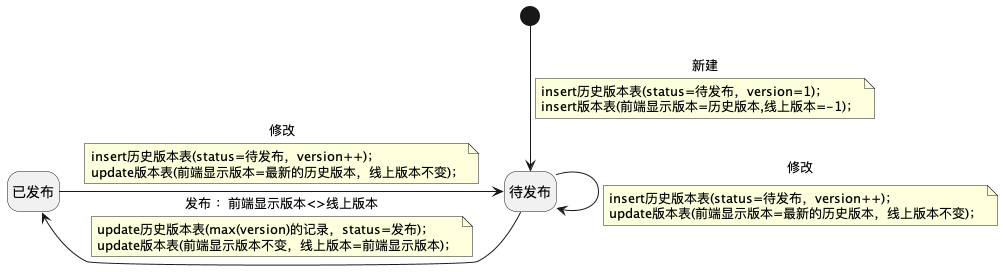 新建
insert历史版本表(status=待发布，version=1);
insert版本表(前端显示版本=历史版本,线上版本=-1);
修改
insert历史版本表(status=待发布，version++);
update版本表(前端显示版本=最新的历史版本，线上版本不变);
修改
insert历史版本表(status=待发布，version++);
update版本表(前端显示版本=最新的历史版本，线上版本不变);
已发布
待发布
发布： 前端显示版本<>线上版本
update历史版本表(max(version)的记录，status=发布);
update版本表(前端显示版本不变，线上版本=前端显示版本);